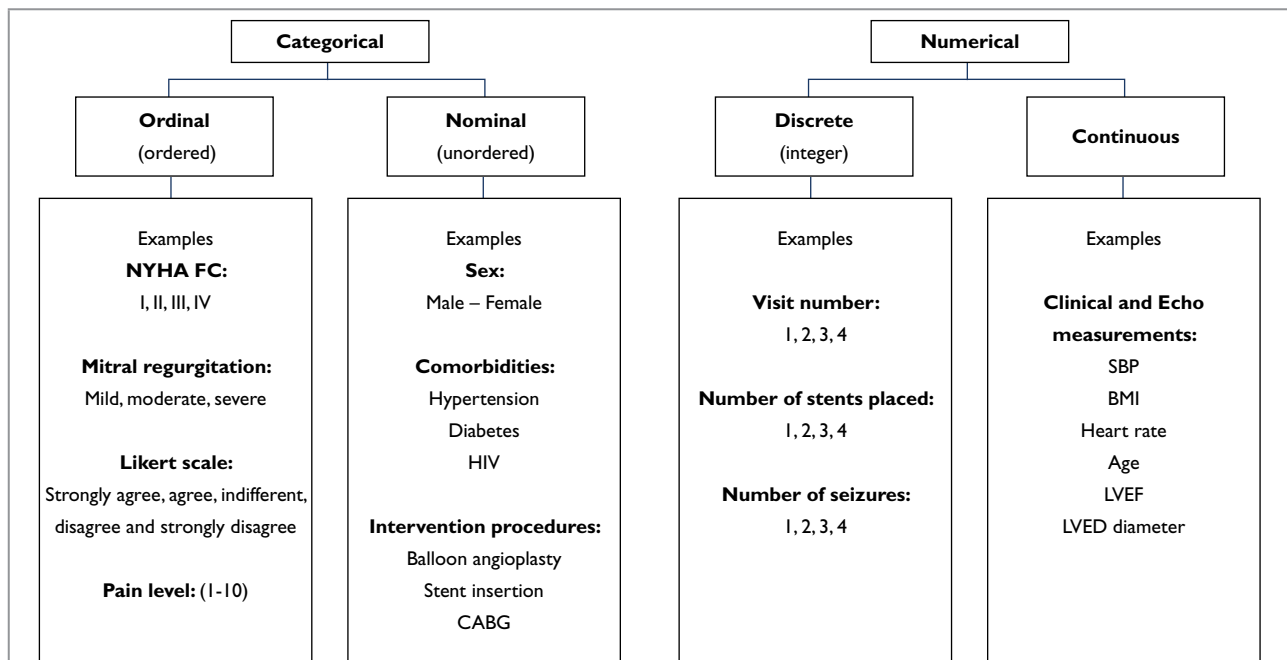 Categorical
Numerical
Ordinal
(ordered)
Nominal
(unordered)
Discrete
(integer)
Continuous
Examples
NYHA FC:
I, II, III, IV
Mitral regurgitation:
Mild, moderate, severe
Likert scale:
Strongly agree, agree, indifferent,
disagree and strongly disagree
Pain level: (1-10)
Examples
Sex:
Male – Female
Comorbidities:
Hypertension
Diabetes
HIV
Intervention procedures:
Balloon angioplasty
Stent insertion
CABG
Examples
Visit number:
1, 2, 3, 4
Number of stents placed:
1, 2, 3, 4
Number of seizures:
1, 2, 3, 4
Examples
Clinical and Echo
measurements:
SBP
BMI
Heart rate
Age
LVEF
LVED diameter